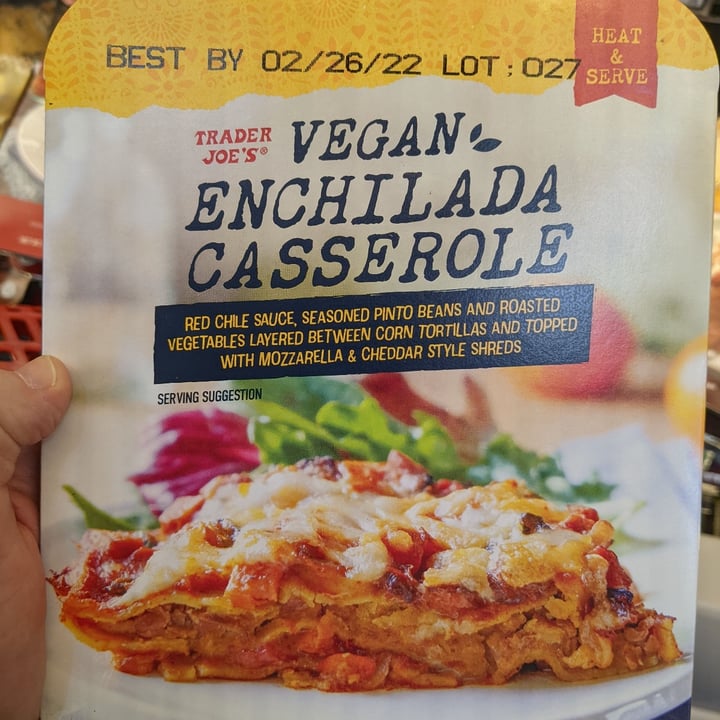 BEST BY 02/26/22 LOT: 027
HEAT
&
SERVE
TRADER
JOE'S®
VEGAN
ENCHILADA
CASSEROLE
RED CHILE SAUCE, SEASONED PINTO BEANS AND ROASTED
VEGETABLES LAYERED BETWEEN CORN TORTILLAS AND TOPPED
WITH MOZZARELLA & CHEDDAR STYLE SHREDS
SERVING SUGGESTION